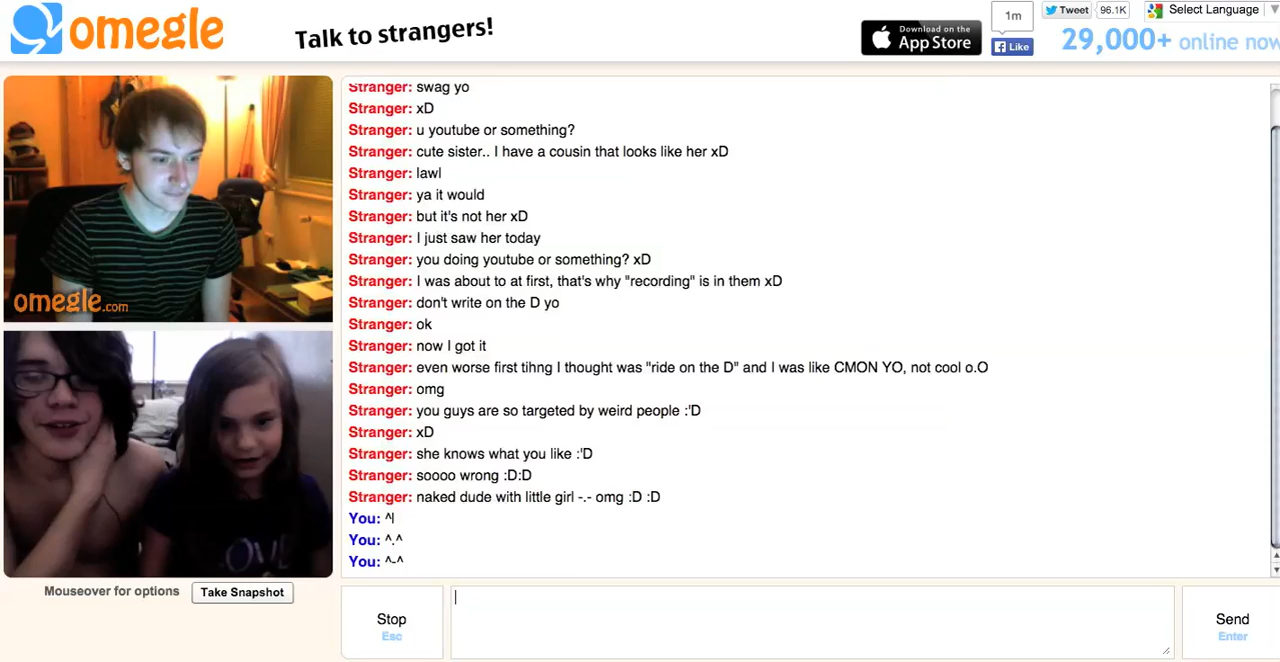 omegle
Talk to strangers!
Download on the
App Store
1m
Like
Tweet
96.1K
Select Language
29,000+ online now
Stranger: swag yo
Stranger: xD
Stranger: u youtube or something?
Stranger: cute sister.. I have a cousin that looks like her xD
Stranger: lawl
Stranger: ya it would
Stranger: but it's not her xD
Stranger: I just saw her today
Stranger: you doing youtube or something? xD
Stranger: I was about to at first, that's why "recording" is in them xD
Stranger: don't write on the D yo
Stranger: ok
Stranger: now I got it
Stranger: even worse first tihng I thought was "ride on the D" and I was like CMON YO, not cool o.O
Stranger: omg
Stranger: you guys are so targeted by weird people :'D
Stranger: xD
Stranger: she knows what you like :'D
Stranger: soooo wrong :D:D
Stranger: naked dude with little girl -.- omg :D :D
You: ^l
You: ^.^
You: ^-^
omegle.com
LOVE
Mouseover for options
Take Snapshot
Stop
Esc
Send
Enter